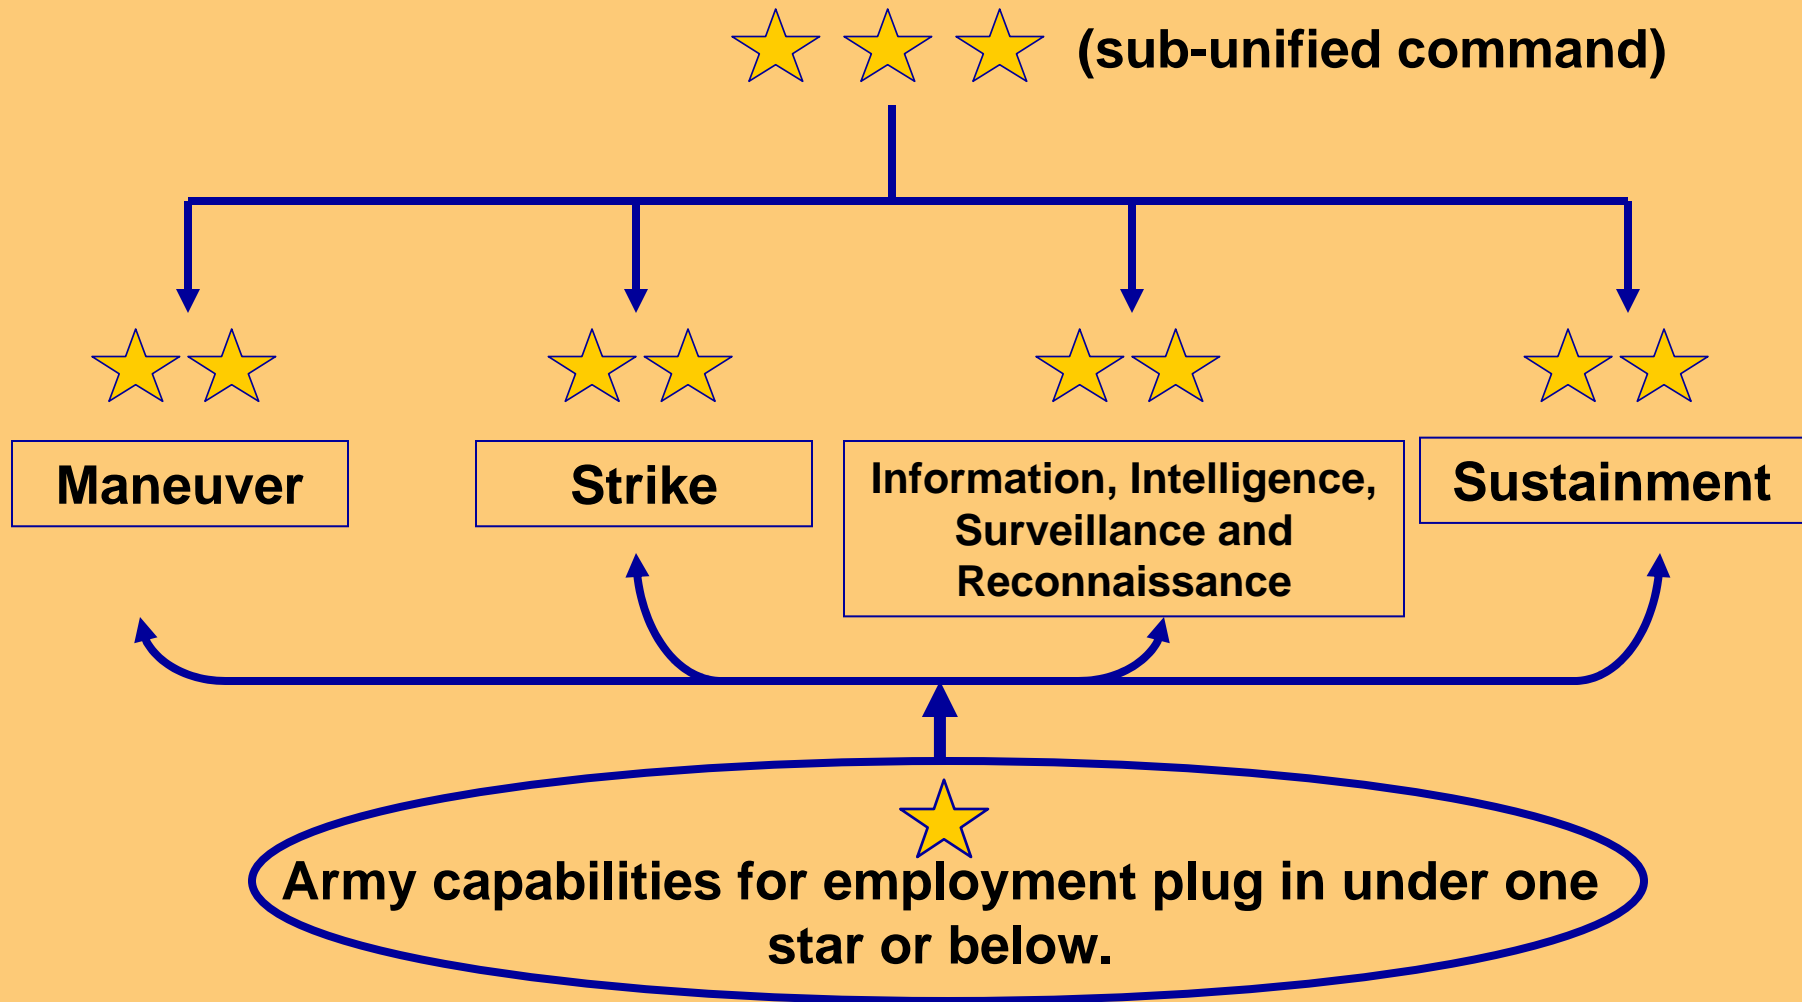 (sub-unified command)
Maneuver
Strike
Information, Intelligence,
Surveillance and
Reconnaissance
Sustainment
Army capabilities for employment plug in under one
star or below.